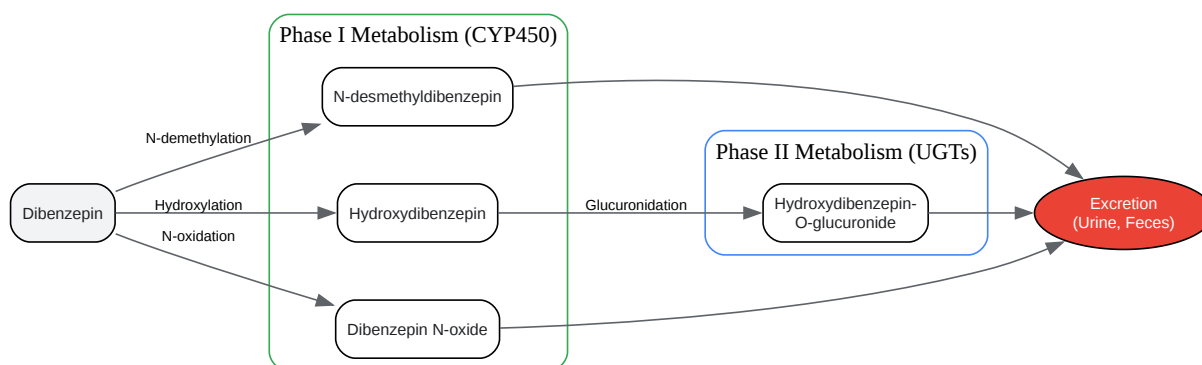 Phase I Metabolism (CYP450)
N-desmethyldibenzepin
N-demethylation
Phase II Metabolism (UGTs)
Dibenzepin
Hydroxylation
Hydroxydibenzepin
Glucuronidation
Hydroxydibenzepin-
O-glucuronide
Excretion
(Urine, Feces)
N-oxidation
Dibenzepin N-oxide